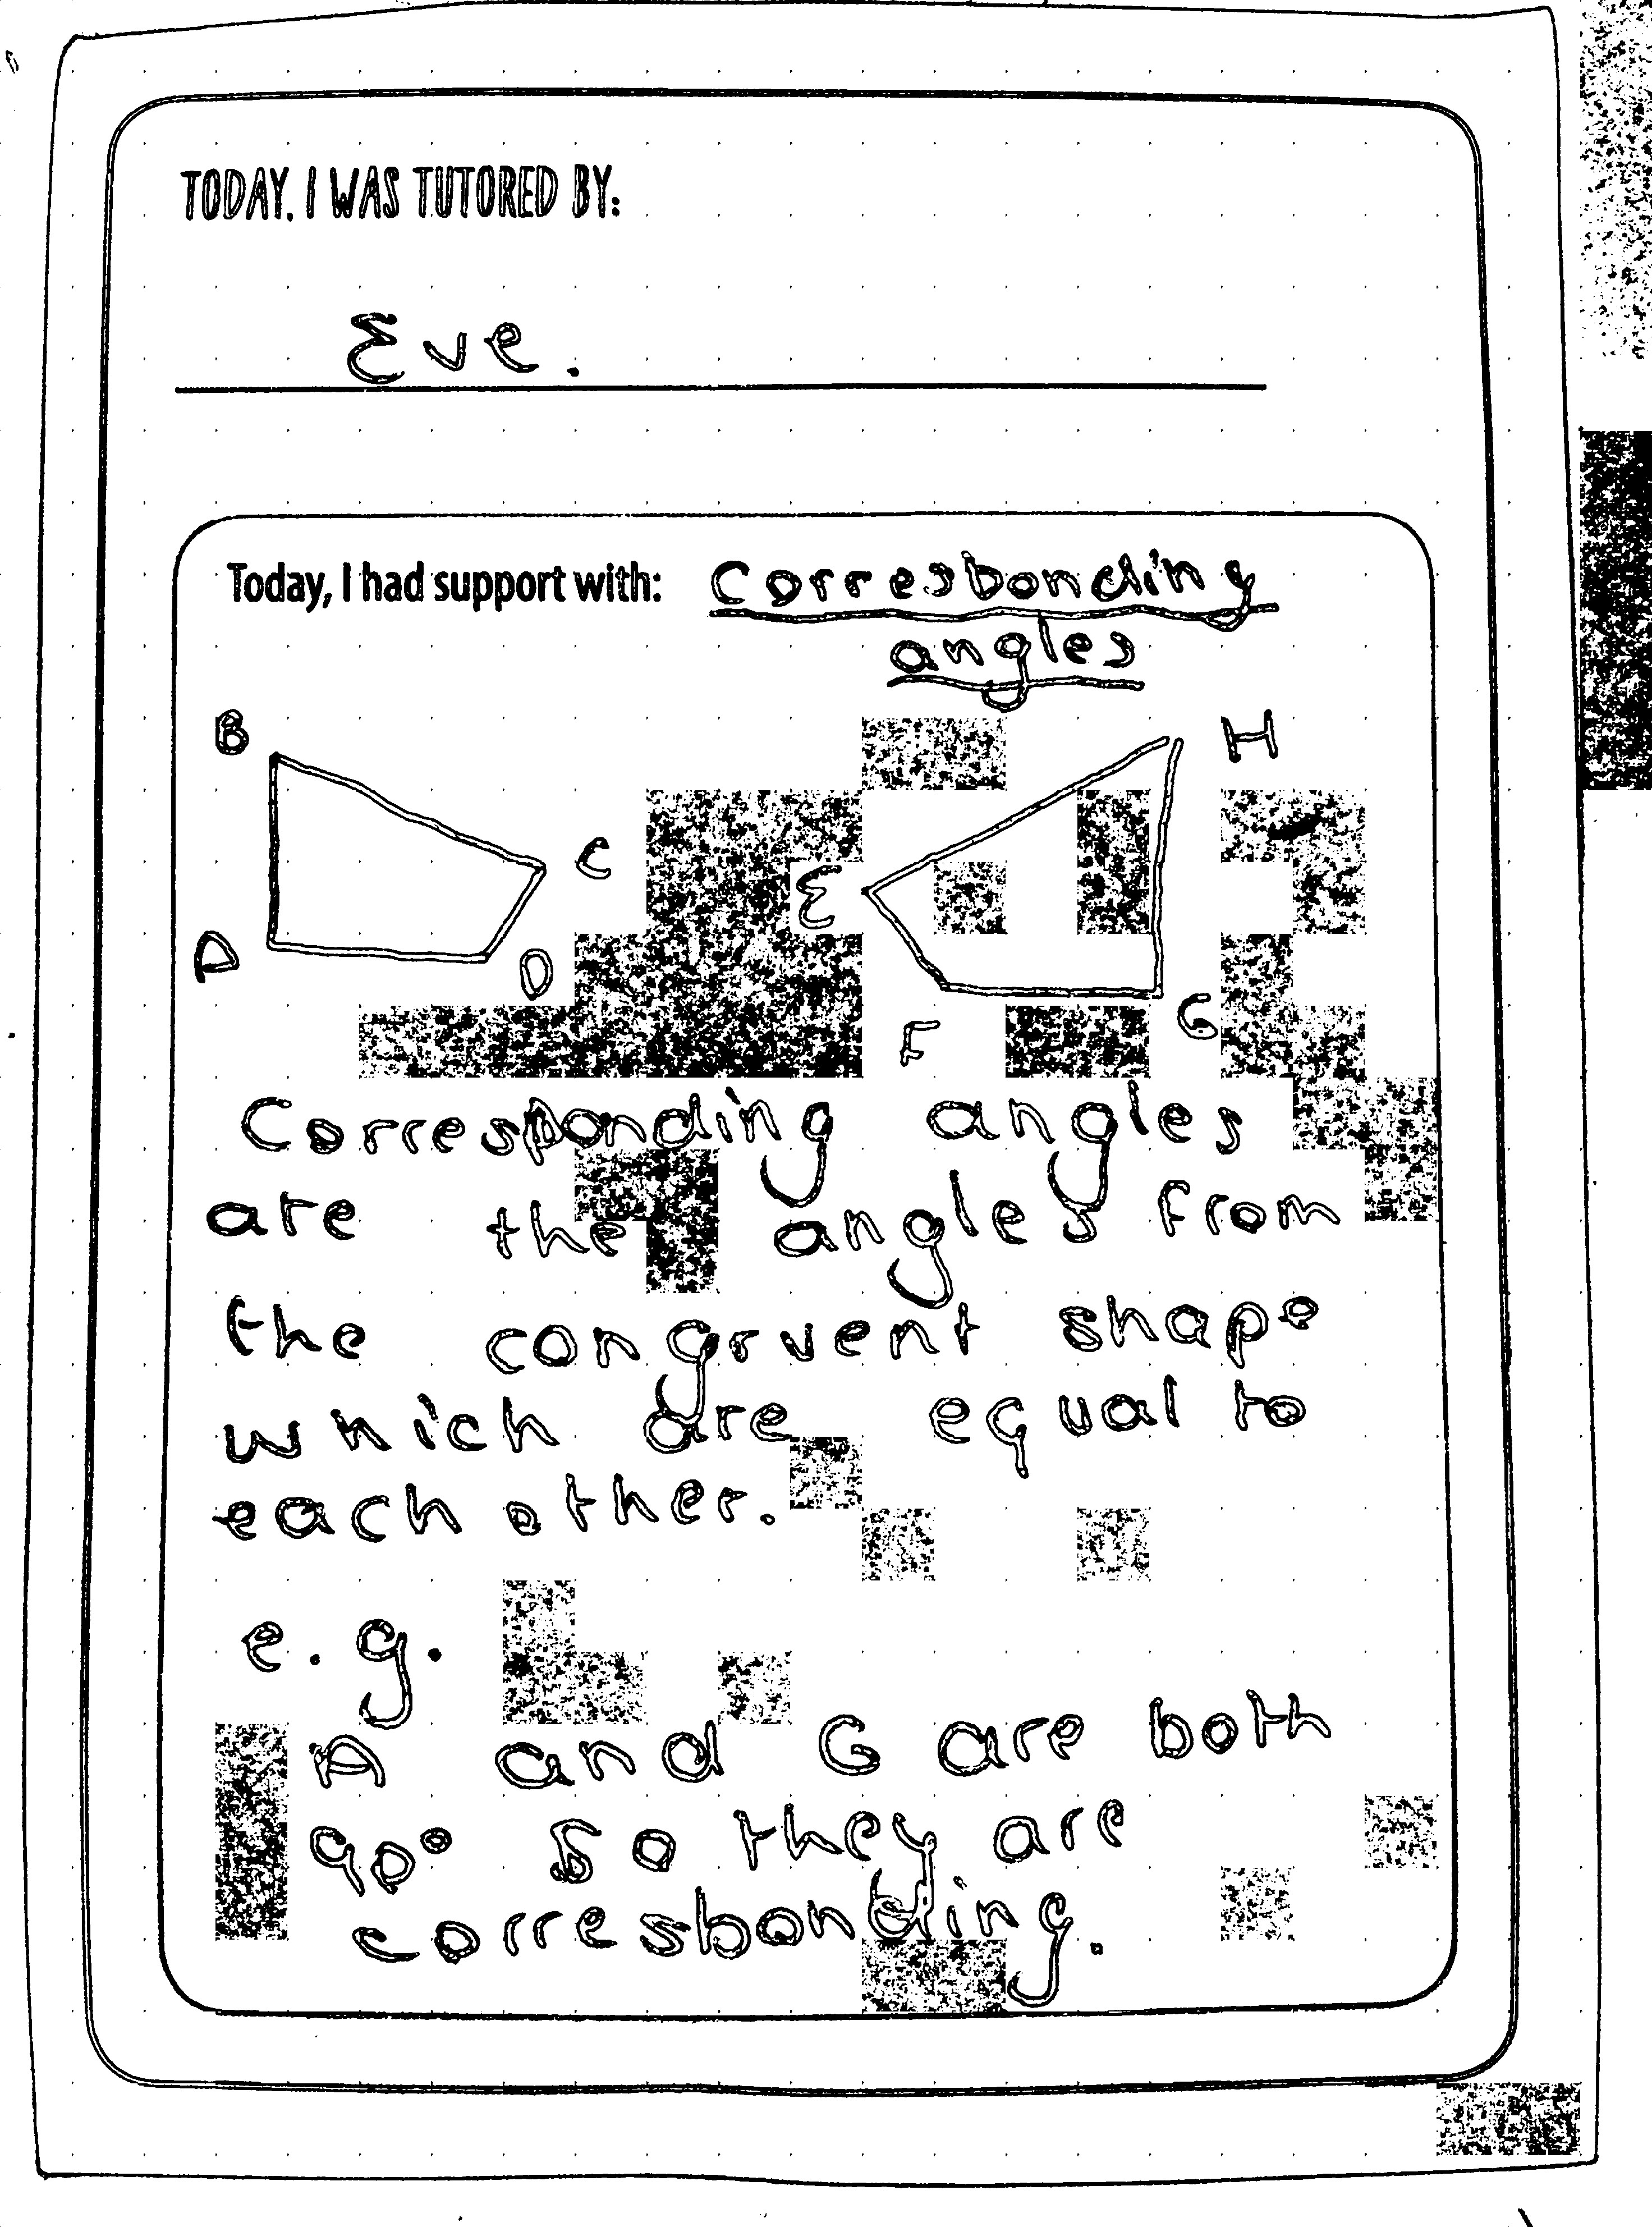 TODAY, I WAS TUTORED BY:
Eve.
Today, I had support with: Corresbonding
angles
B
H
C
E
A
D
G
F
Corresponding angles
are the angles from
the congruent shape
which are equal to
each other.
e.g.
A and G are both
90° so they are
corresbonding.